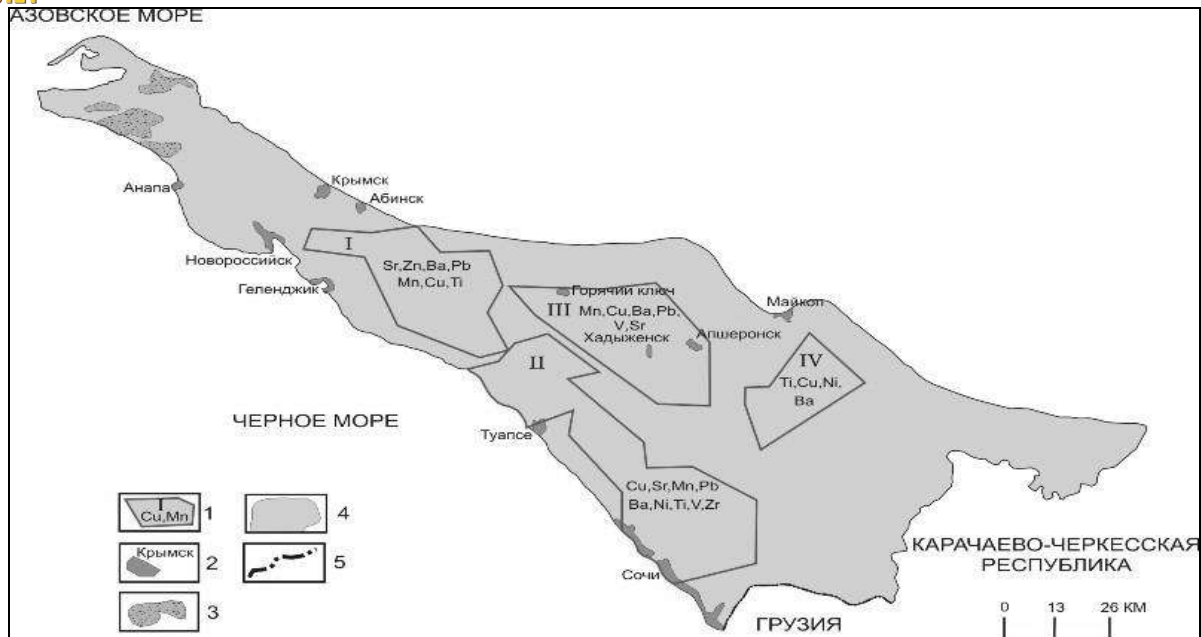 АЗОВСКОЕ МОРЕ
Крымск
Анапа
Абинск
I
Новороссийск
Sr,Zn,Ba,Pb
Mn,Cu,Ti
Геленджик
Горячий ключ
III
Mn,Cu,Ba,Pb,
V,Sr
Хадыженск
Апшеронск
Майкоп
II
IV
Ti,Cu,Ni,
Ba
ЧЕРНОЕ МОРЕ
Туапсе
Cu,Sr,Mn,Pb
Ba,Ni,Ti,V,Zr
I
Cu,Mn
1
4
Крымск
2
5
3
Сочи
КАРАЧАЕВО-ЧЕРКЕССКАЯ
РЕСПУБЛИКА
ГРУЗИЯ
0 13 26 КМ